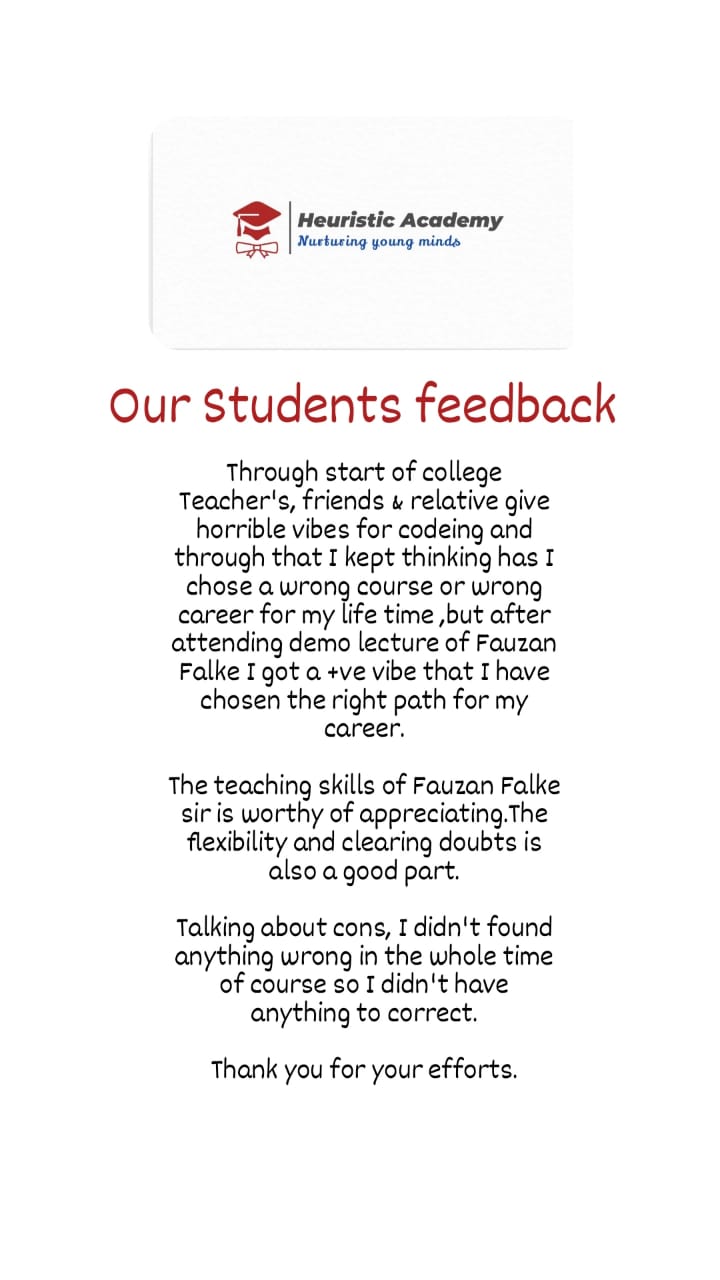 Heuristic Academy
Nurturing young minds
Our Students feedback
Through start of college
Teacher's, friends & relative give
horrible vibes for codeing and
through that I kept thinking has I
chose a wrong course or wrong
career for my life time ,but after
attending demo lecture of Fauzan
Falke I got a +ve vibe that I have
chosen the right path for my
career.
The teaching skills of Fauzan Falke
sir is worthy of appreciating.The
flexibility and clearing doubts is
also a good part.
Talking about cons, I didn't found
anything wrong in the whole time
of course so I didn't have
anything to correct.
Thank you for your efforts.